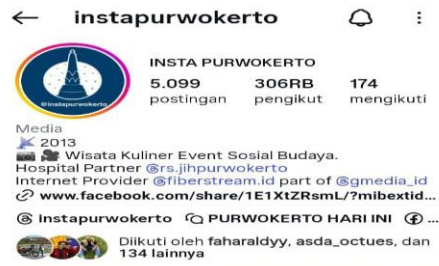 instapurwokerto
INSTA PURWOKERTO
5.099 306RB 174
postingan pengikut mengikuti
@instapurwokerto
Media
2013
Wisata Kuliner Event Sosial Budaya.
Hospital Partner @rs.jihpurwokerto
Internet Provider @fiberstream.id part of @gmedia_id
www.facebook.com/share/1E1XtZRsmL/?mibextid...
instapurwokerto PURWOKERTO HARI INI ...
Diikuti oleh faharaldyy, asda_octues, dan
134 lainnya